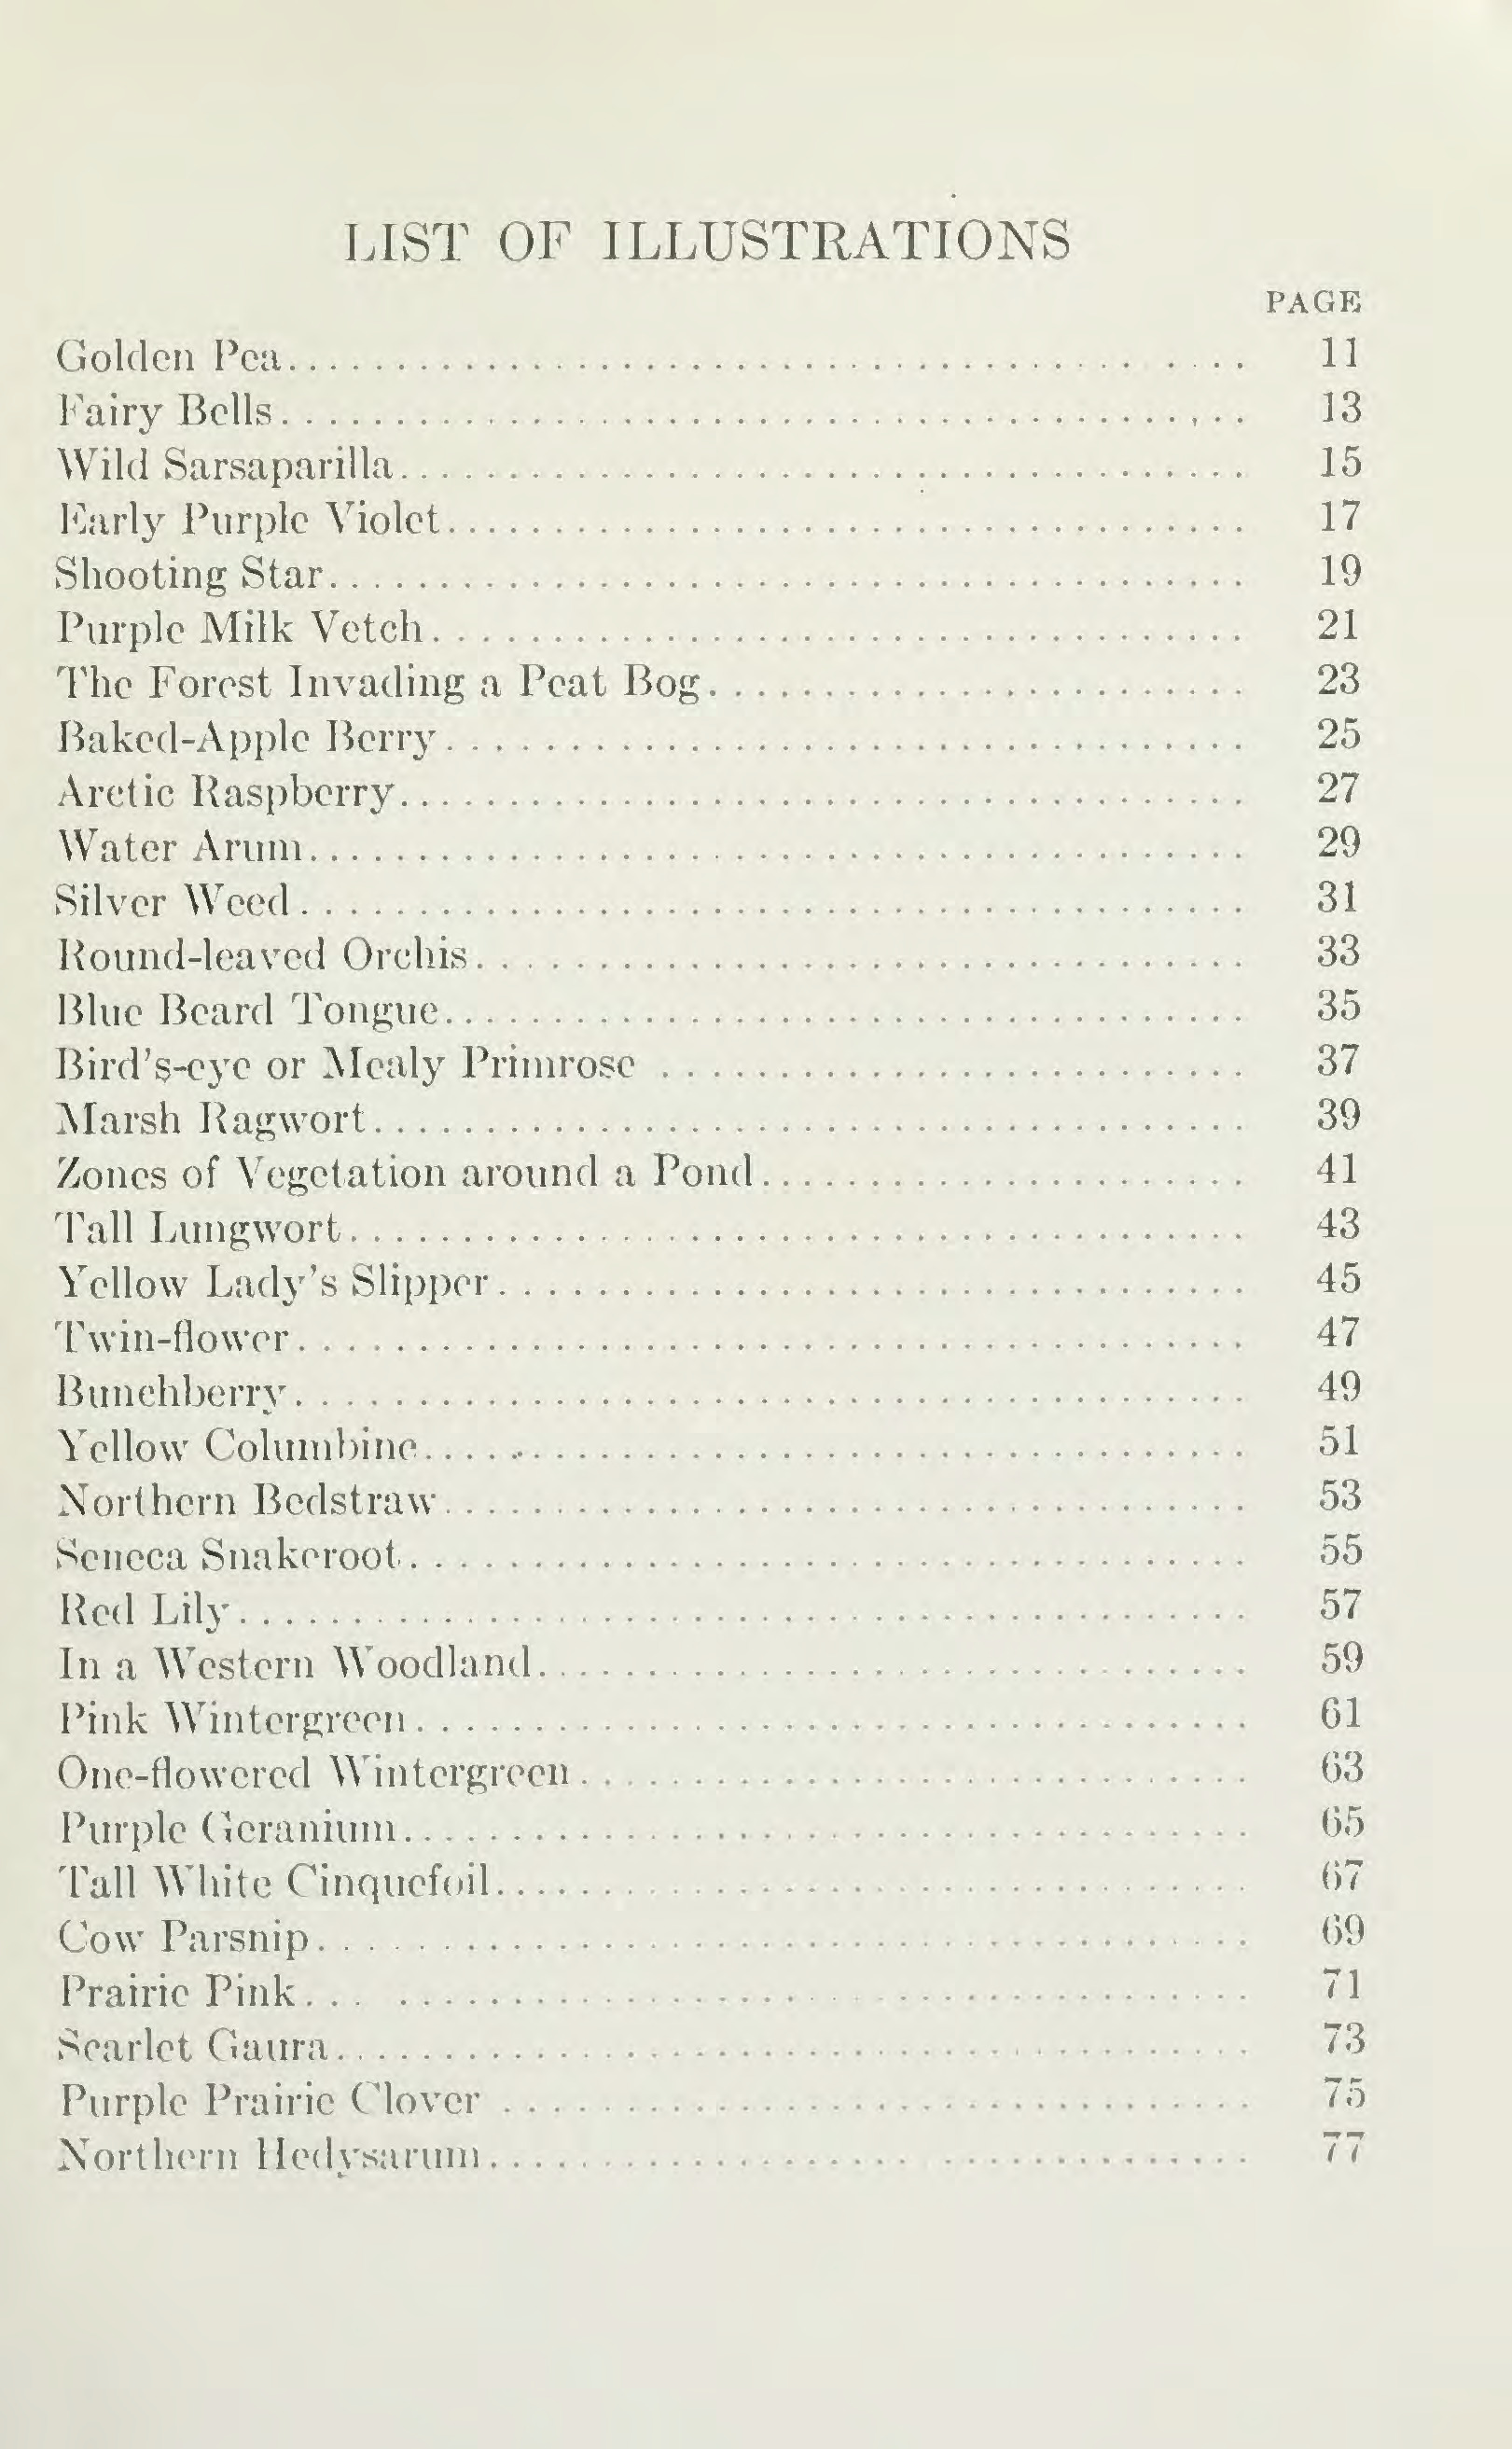 LIST OF ILLUSTRATIONS
PAGE
Golden Pea 11
Fairy Bells 13
Wild Sarsaparilla 15
Early Purple Violet 17
Shooting Star 19
Purple Milk Vetch 21
The Forest Invading a Peat Bog 23
Baked-Apple Berry 25
Arctic Raspberry 27
Water Arum 29
Silver Weed 31
Round-leaved Orchis 33
Blue Beard Tongue 35
Bird's-eye or Mealy Primrose 37
Marsh Ragwort 39
Zones of Vegetation around a Pond 41
Tall Lungwort 43
Yellow Lady's Slipper 45
Twin-flower 47
Bunchberry 49
Yellow Columbine 51
Northern Bedstraw 53
Seneca Snakeroot 55
Red Lily 57
In a Western Woodland 59
Pink Wintergreen 61
One-flowered Wintergreen 63
Purple Geranium 65
Tall White Cinquefoil 67
Cow Parsnip 69
Prairie Pink 71
Scarlet Gaura 73
Purple Prairie Clover 75
Northern Hedysarum 77